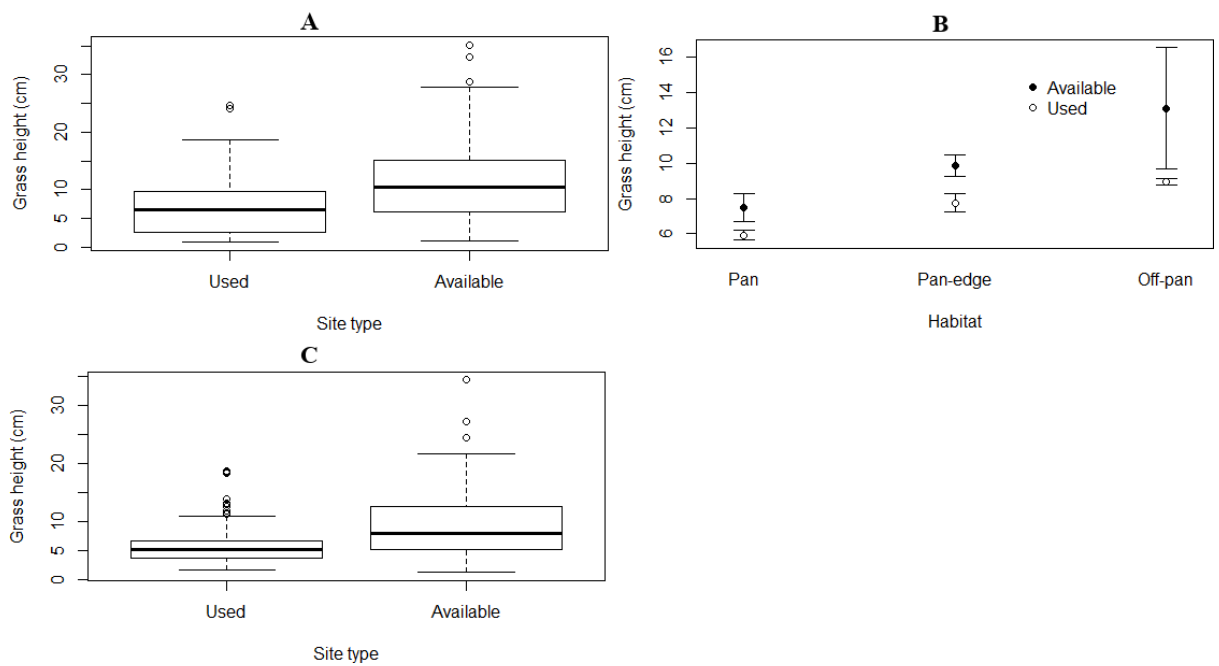 A
Grass height (cm)
30
20
10
5
0
Used Available
Site type
B
Grass height (cm)
16
14
12
10
8
6
Available
Used
Pan Pan-edge Off-pan
Habitat
C
Grass height (cm)
30
20
10
5
0
Used Available
Site type